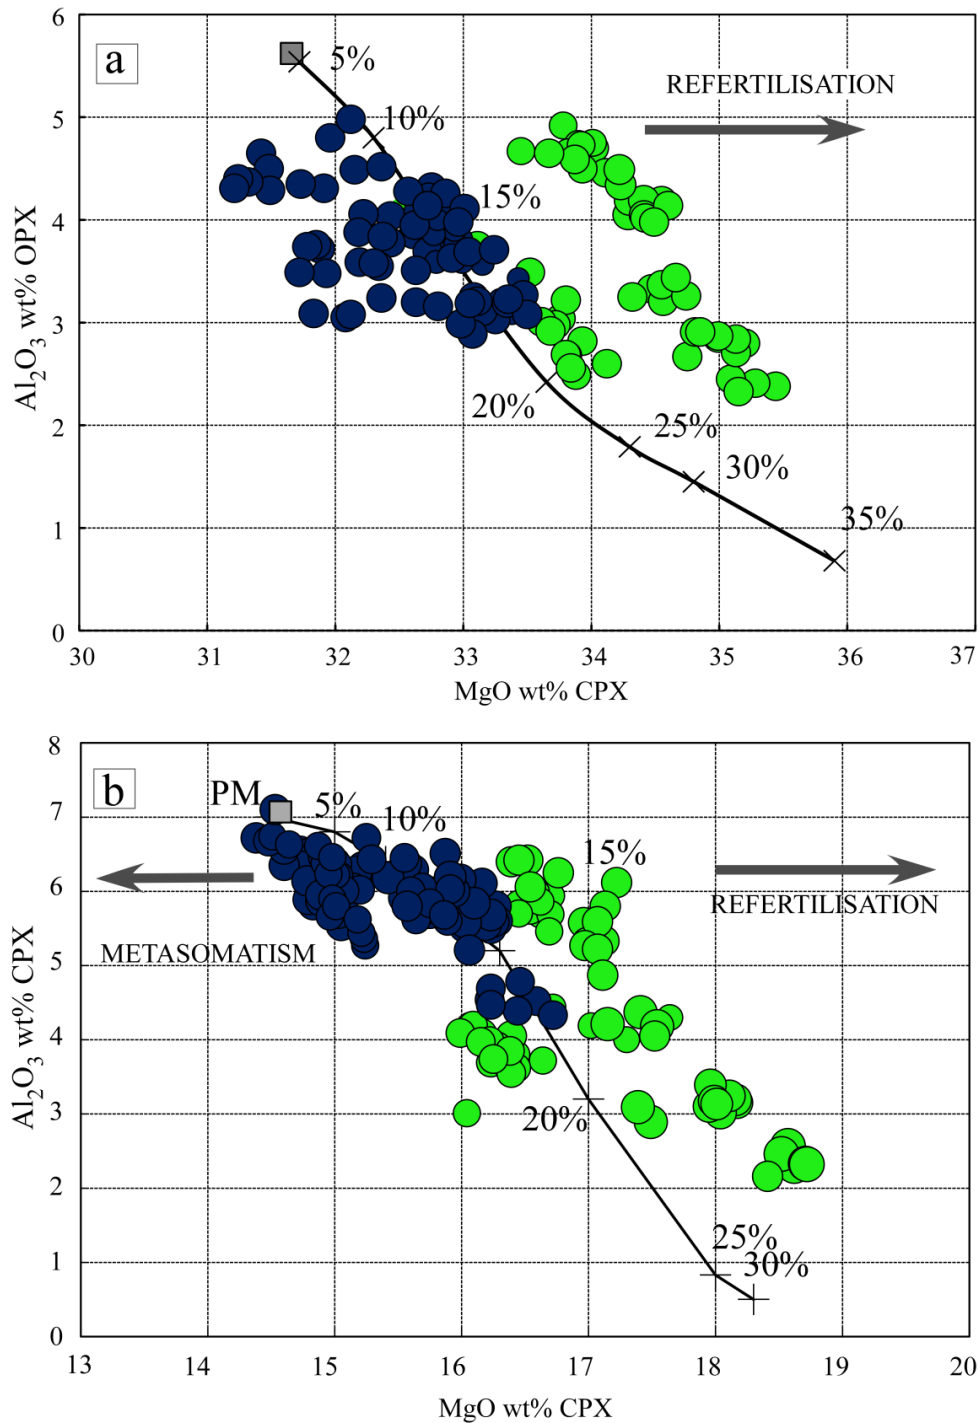 6
a
5%
REFERTILISATION
5
10%
15%
4
Al₂O₃ wt% OPX
3
20%
2
25%
30%
35%
1
0
30 31 32 33 34 35 36 37
MgO wt% CPX
8
b
PM
5%
7
10%
15%
6
REFERTILISATION
METASOMATISM
5
Al₂O₃ wt% CPX
4
3
20%
2
25%
1
30%
0
13 14 15 16 17 18 19 20
MgO wt% CPX